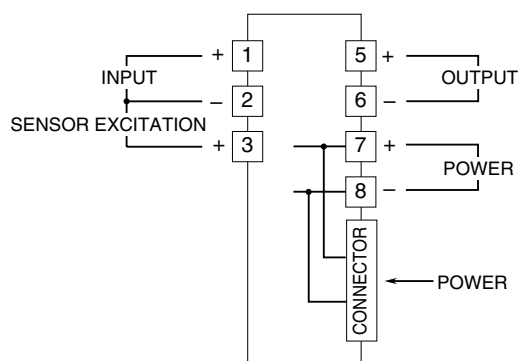 + 1
INPUT
– 2
SENSOR EXCITATION
+ 3
5 +
OUTPUT
6 –
7 +
POWER
8 –
CONNECTOR
POWER